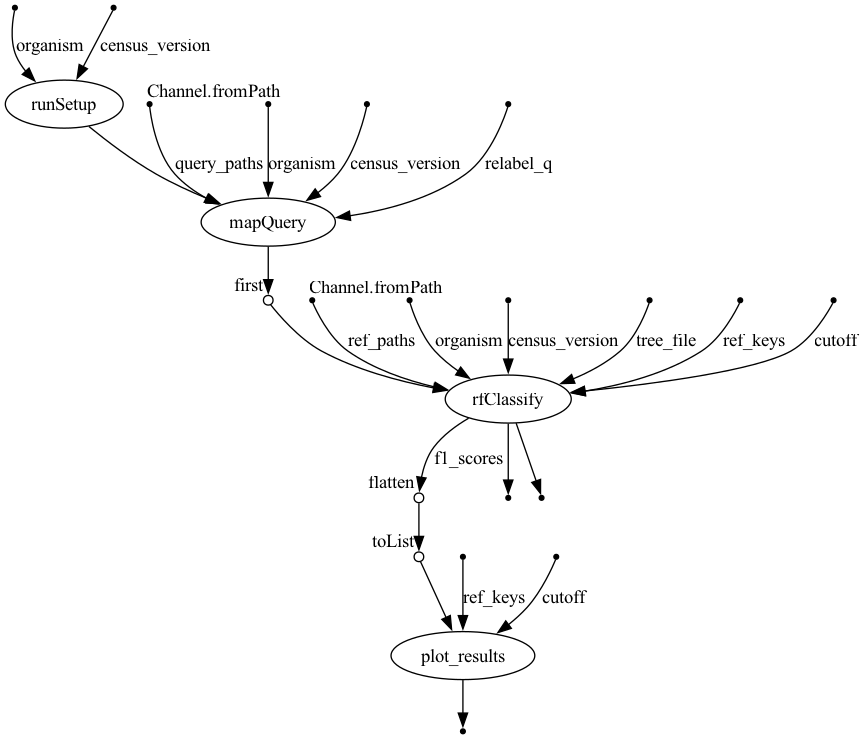 organism
census_version
runSetup
Channel.fromPath
query_paths
organism
census_version
relabel_q
mapQuery
first
Channel.fromPath
ref_paths
organism
census_version
tree_file
ref_keys
cutoff
rfClassify
f1_scores
flatten
toList
ref_keys
cutoff
plot_results